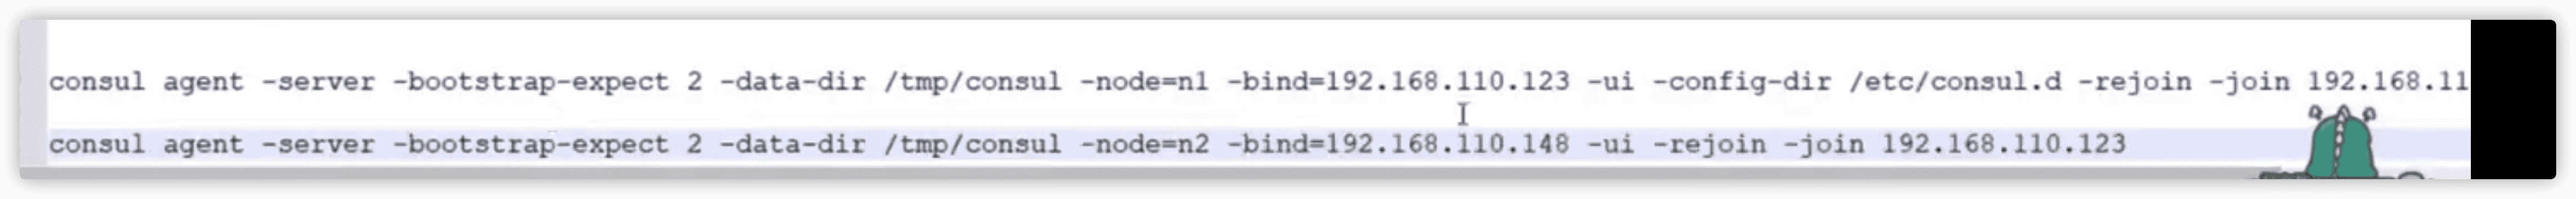 consul agent -server -bootstrap-expect 2 -data-dir /tmp/consul -node=n1 -bind=192.168.110.123 -ui -config-dir /etc/consul.d -rejoin -join 192.168.11
consul agent -server -bootstrap-expect 2 -data-dir /tmp/consul -node=n2 -bind=192.168.110.148 -ui -rejoin -join 192.168.110.123